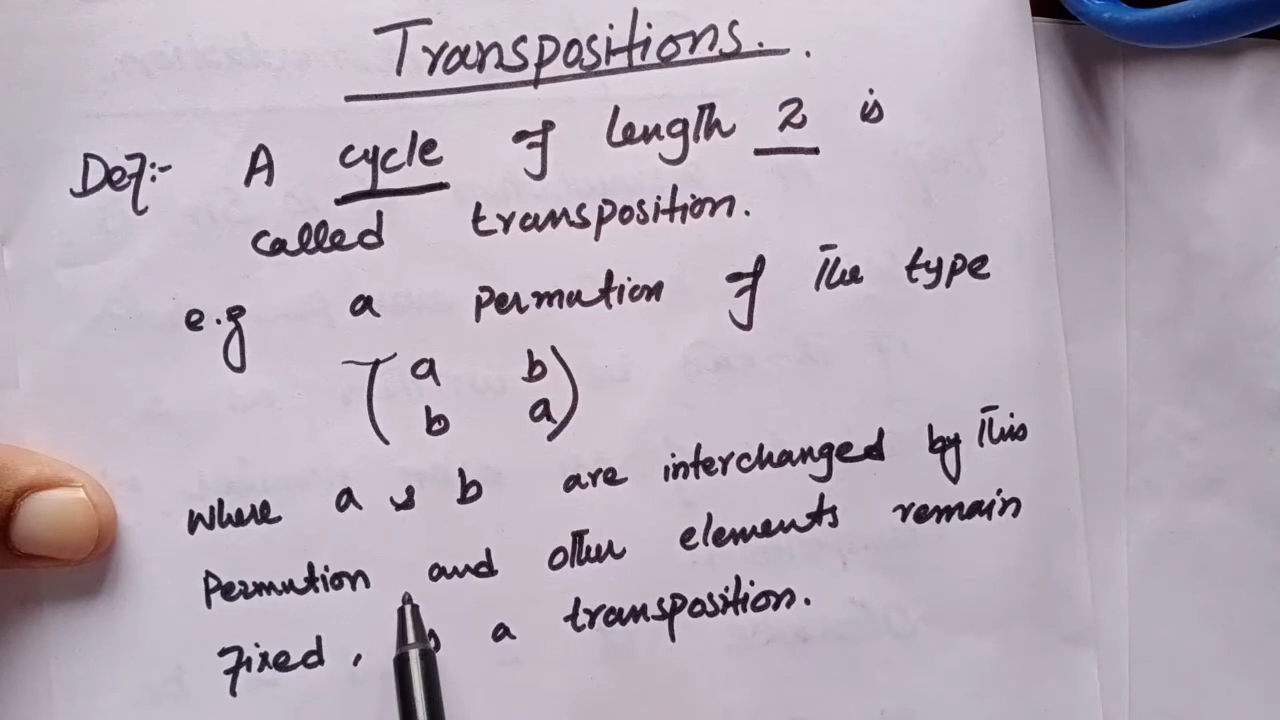 Transpositions.
Def:- A cycle of length 2 is
called transposition.
e.g a permution of the type
(a b
b a)
where a & b are interchanged by this
Permution and other elements remain
fixed, a transposition.